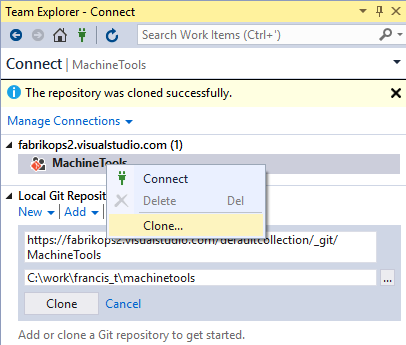 Team Explorer - Connect
Search Work Items (Ctrl+')
Connect | MachineTools
The repository was cloned successfully.
Manage Connections
fabrikops2.visualstudio.com (1)
MachineTools
Connect
Delete Del
Clone...
Local Git Reposit
New | Add |
https://fabrikops2.visualstudio.com/defaultcollection/_git/
MachineTools
C:\work\francis_t\machinetools
...
Clone Cancel
Add or clone a Git repository to get started.